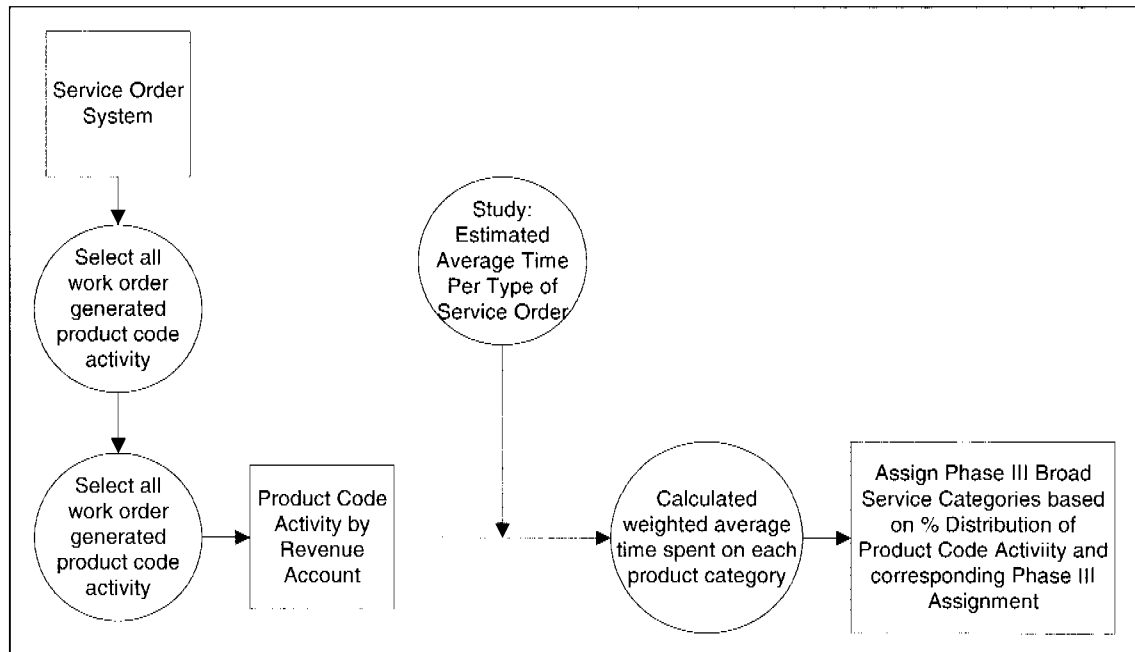 Service Order
System
Select all
work order
generated
product code
activity
Select all
work order
generated
product code
activity
Product Code
Activity by
Revenue
Account
Study:
Estimated
Average Time
Per Type of
Service Order
Calculated
weighted average
time spent on each
product category
Assign Phase III Broad
Service Categories based
on % Distribution of
Product Code Activiity and
corresponding Phase III
Assignment